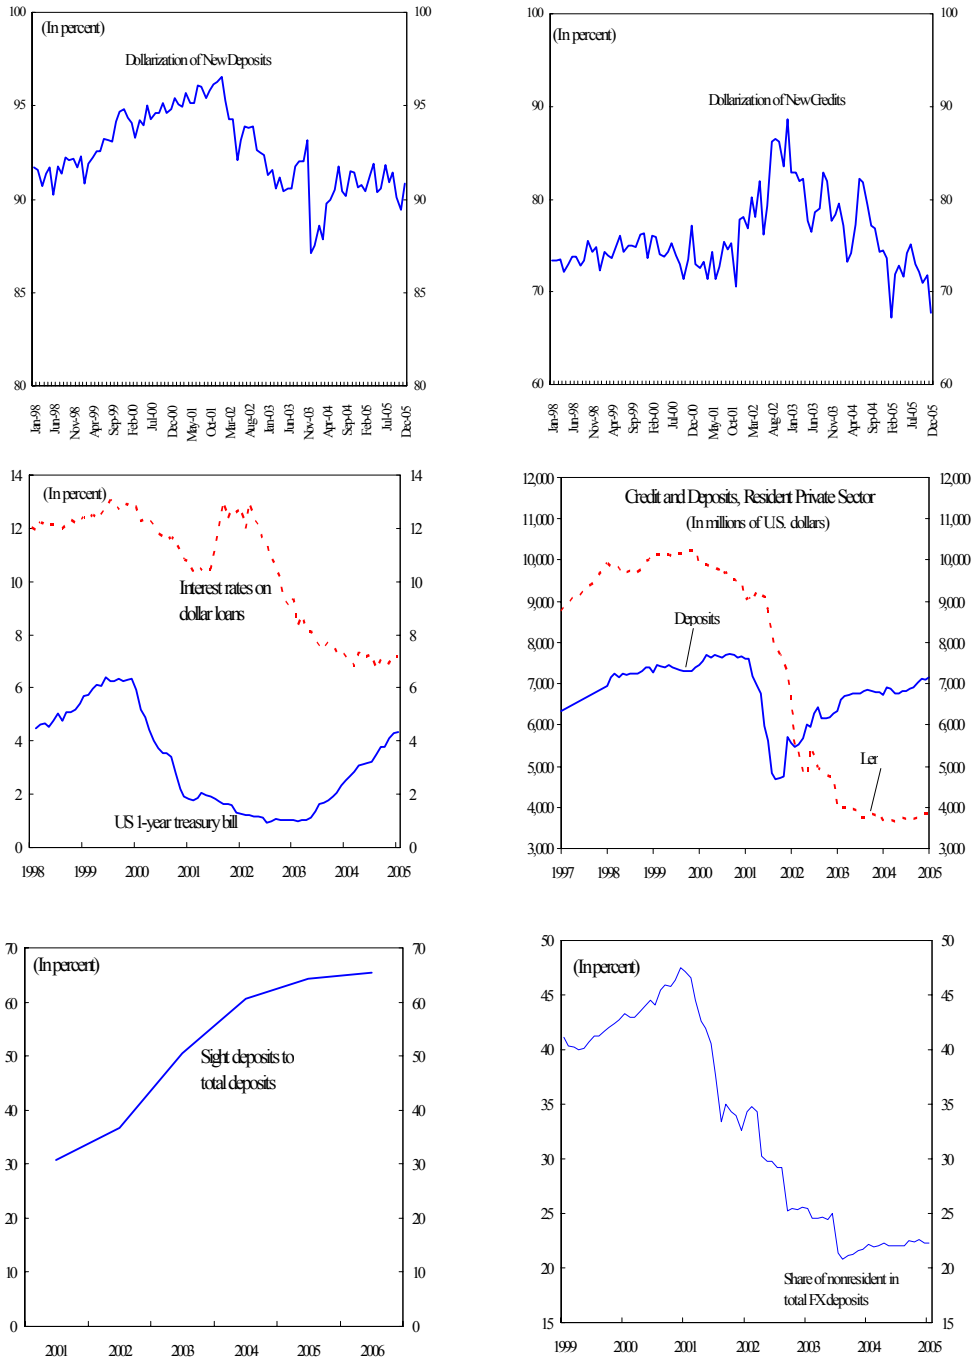 100
95
90
85
80
(In percent)
Dollarization of New Deposits
100
95
90
85
80
Jan-98
Jun-98
Nov-98
Apr-99
Sep-99
Feb-00
Jul-00
Dec-00
May-01
Oct-01
Mar-02
Aug-02
Jan-03
Jun-03
Nov-03
Apr-04
Sep-04
Feb-05
Jul-05
Dec-05
100
90
80
70
60
(In percent)
Dollarization of New Credits
100
90
80
70
60
Jan-98
Jun-98
Nov-98
Apr-99
Sep-99
Feb-00
Jul-00
Dec-00
May-01
Oct-01
Mar-02
Aug-02
Jan-03
Jun-03
Nov-03
Apr-04
Sep-04
Feb-05
Jul-05
Dec-05
14
12
10
8
6
4
2
0
(In percent)
Interest rates on
dollar loans
US 1-year treasury bill
14
12
10
8
6
4
2
0
1998 1999 2000 2001 2002 2003 2004 2005
12,000
11,000
10,000
9,000
8,000
7,000
6,000
5,000
4,000
3,000
Credit and Deposits, Resident Private Sector
(In millions of U.S. dollars)
Deposits
Ler
12,000
11,000
10,000
9,000
8,000
7,000
6,000
5,000
4,000
3,000
1997 1998 1999 2000 2001 2002 2003 2004 2005
70
60
50
40
30
20
10
0
(In percent)
Sight deposits to
total deposits
70
60
50
40
30
20
10
0
2001 2002 2003 2004 2005 2006
50
45
40
35
30
25
20
15
(In percent)
Share of nonresident in
total FX deposits
50
45
40
35
30
25
20
15
1999 2000 2001 2002 2003 2004 2005